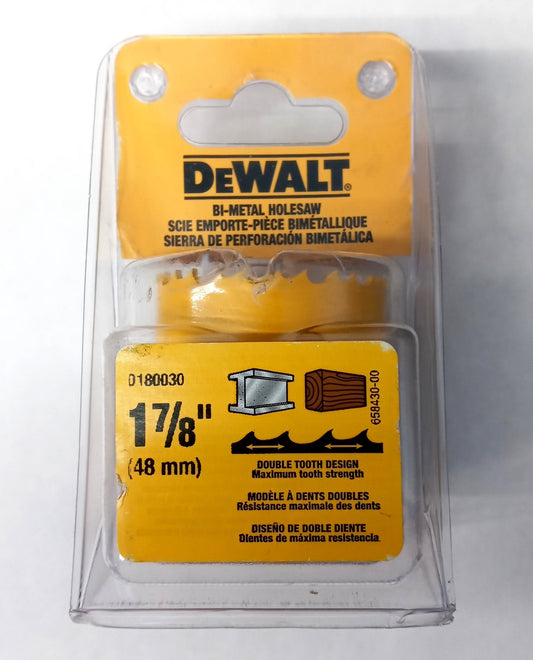 DEWALT®
BI-METAL HOLESAW
SCIE EMPORTE-PIÈCE BIMÉTALLIQUE
SIERRA DE PERFORACIÓN BIMETÁLICA
D180030
1 7/8"
(48 mm)
658430-00
DOUBLE TOOTH DESIGN
Maximum tooth strength
MODÈLE À DENTS DOUBLES
Résistance maximale des dents
DISEÑO DE DOBLE DIENTE
Dientes de máxima resistencia.